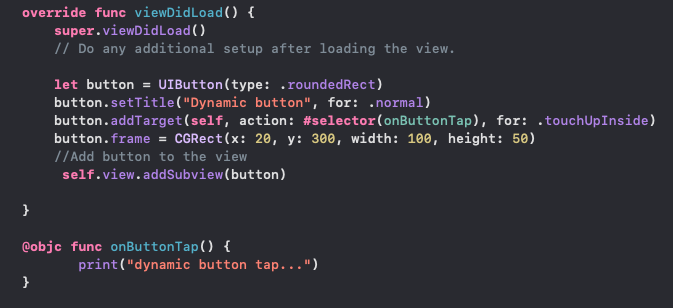 override func viewDidLoad() {
super.viewDidLoad()
// Do any additional setup after loading the view.
let button = UIButton(type: .roundedRect)
button.setTitle("Dynamic button", for: .normal)
button.addTarget(self, action: #selector(onButtonTap), for: .touchUpInside)
button.frame = CGRect(x: 20, y: 300, width: 100, height: 50)
//Add button to the view
self.view.addSubview(button)
}
@objc func onButtonTap() {
print("dynamic button tap...")
}